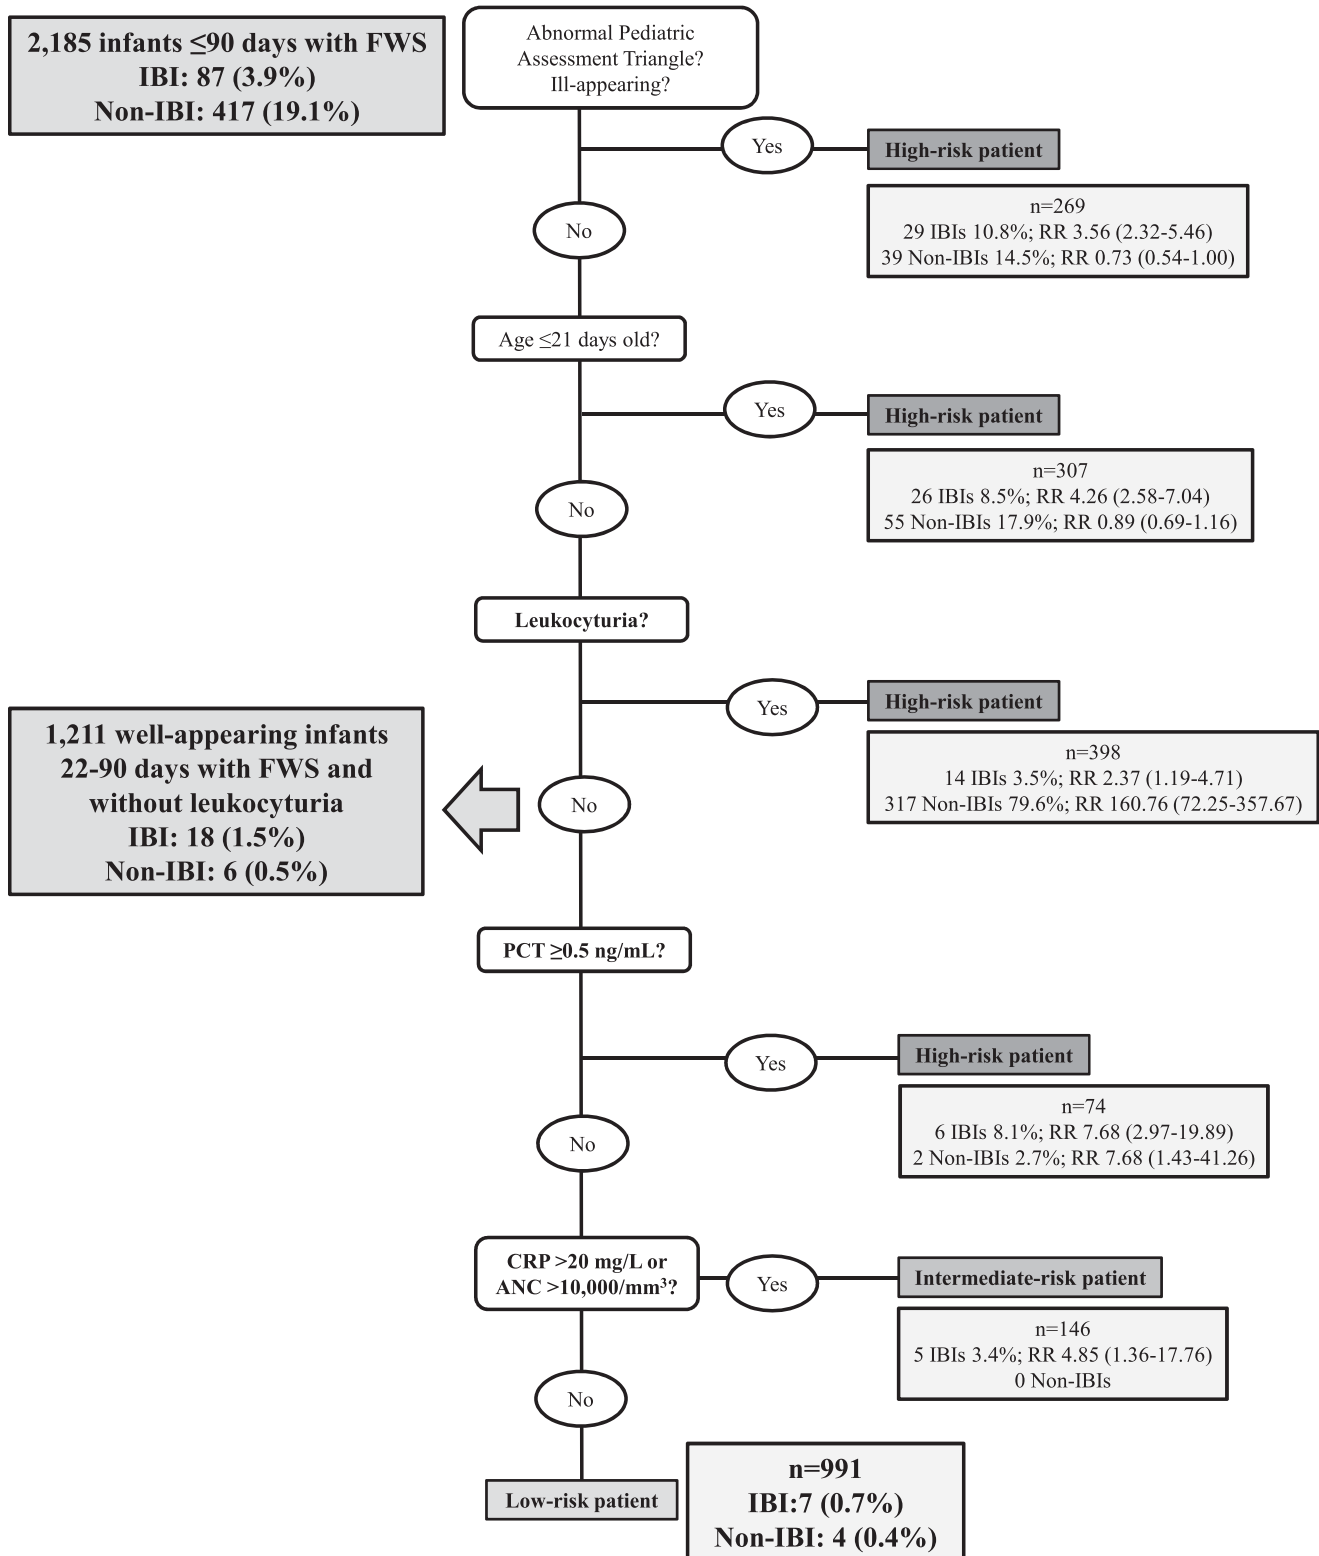 2,185 infants ≤90 days with FWS
IBI: 87 (3.9%)
Non-IBI: 417 (19.1%)
Abnormal Pediatric
Assessment Triangle?
Ill-appearing?
Yes
High-risk patient
n=269
29 IBIs 10.8%; RR 3.56 (2.32-5.46)
39 Non-IBIs 14.5%; RR 0.73 (0.54-1.00)
No
Age ≤21 days old?
Yes
High-risk patient
n=307
26 IBIs 8.5%; RR 4.26 (2.58-7.04)
55 Non-IBIs 17.9%; RR 0.89 (0.69-1.16)
No
Leukocyturia?
Yes
High-risk patient
n=398
14 IBIs 3.5%; RR 2.37 (1.19-4.71)
317 Non-IBIs 79.6%; RR 160.76 (72.25-357.67)
No
1,211 well-appearing infants
22-90 days with FWS and
without leukocyturia
IBI: 18 (1.5%)
Non-IBI: 6 (0.5%)
PCT ≥0.5 ng/mL?
Yes
High-risk patient
n=74
6 IBIs 8.1%; RR 7.68 (2.97-19.89)
2 Non-IBIs 2.7%; RR 7.68 (1.43-41.26)
No
CRP >20 mg/L or
ANC >10,000/mm³?
Yes
Intermediate-risk patient
n=146
5 IBIs 3.4%; RR 4.85 (1.36-17.76)
0 Non-IBIs
No
Low-risk patient
n=991
IBI:7 (0.7%)
Non-IBI: 4 (0.4%)